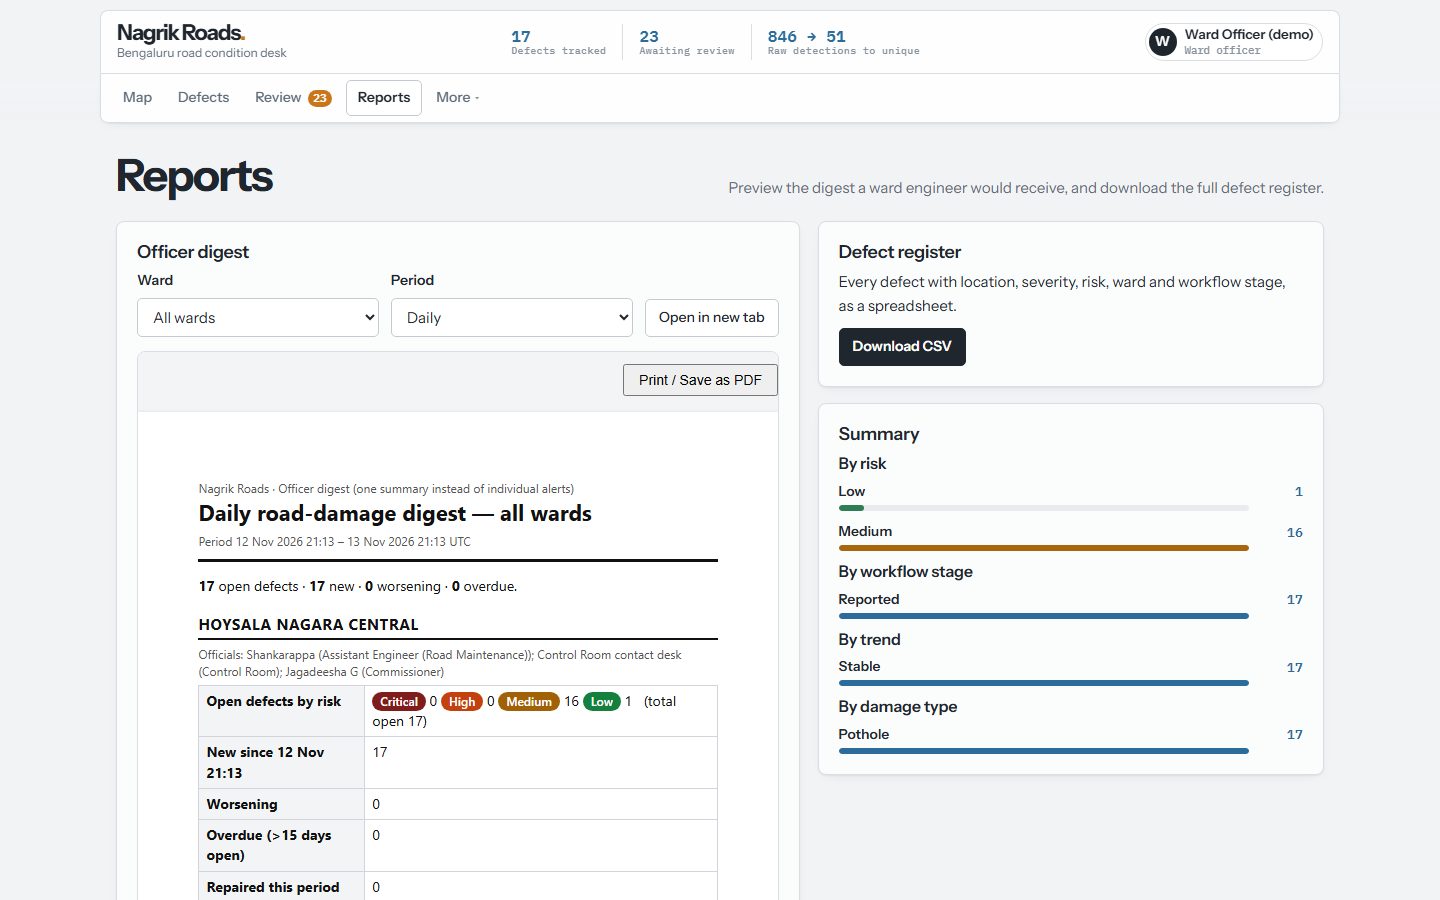 Nagrik Roads.
Bengaluru road condition desk
17
Defects tracked
23
Awaiting review
846 → 51
Raw detections to unique
W
Ward Officer (demo)
Ward officer
Map
Defects
Review 23
Reports
More
Reports
Preview the digest a ward engineer would receive, and download the full defect register.
Officer digest
Ward
Period
All wards
Daily
Open in new tab
Print / Save as PDF
Nagrik Roads · Officer digest (one summary instead of individual alerts)
Daily road-damage digest — all wards
Period 12 Nov 2026 21:13 – 13 Nov 2026 21:13 UTC
17 open defects · 17 new · 0 worsening · 0 overdue.
HOYSALA NAGARA CENTRAL
Officials: Shankarappa (Assistant Engineer (Road Maintenance)); Control Room contact desk
(Control Room); Jagadeesha G (Commissioner)
Open defects by risk
Critical 0 High 0 Medium 16 Low 1 (total
open 17)
New since 12 Nov
21:13
17
Worsening
0
Overdue (>15 days
open)
0
Repaired this period
0
Defect register
Every defect with location, severity, risk, ward and workflow stage,
as a spreadsheet.
Download CSV
Summary
By risk
Low 1
Medium 16
By workflow stage
Reported 17
By trend
Stable 17
By damage type
Pothole 17